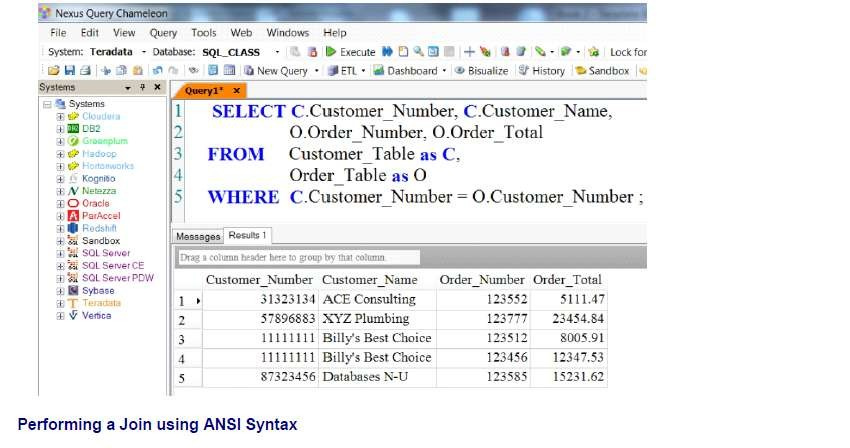 Nexus Query Chameleon
File Edit View Query Tools Web Windows Help
System: Teradata Database: SQL_CLASS Execute Lock for
New Query ETL Dashboard Bisualize History Sandbox
Systems
Query1* x
Systems
Cloudera
DB2
Greenplum
Hadoop
Hortonworks
Kognitio
Netezza
Oracle
ParAccel
Redshift
Sandbox
SQL Server
SQL Server CE
SQL Server PDW
Sybase
Teradata
Vertica
1 SELECT C.Customer_Number, C.Customer_Name,
2 O.Order_Number, O.Order_Total
3 FROM Customer_Table as C,
4 Order_Table as O
5 WHERE C.Customer_Number = O.Customer_Number ;
Messages Results 1
Drag a column header here to group by that column.
Customer_Number Customer_Name Order_Number Order_Total
1 31323134 ACE Consulting 123552 5111.47
2 57896883 XYZ Plumbing 123777 23454.84
3 11111111 Billy's Best Choice 123512 8005.91
4 11111111 Billy's Best Choice 123456 12347.53
5 87323456 Databases N-U 123585 15231.62
Performing a Join using ANSI Syntax